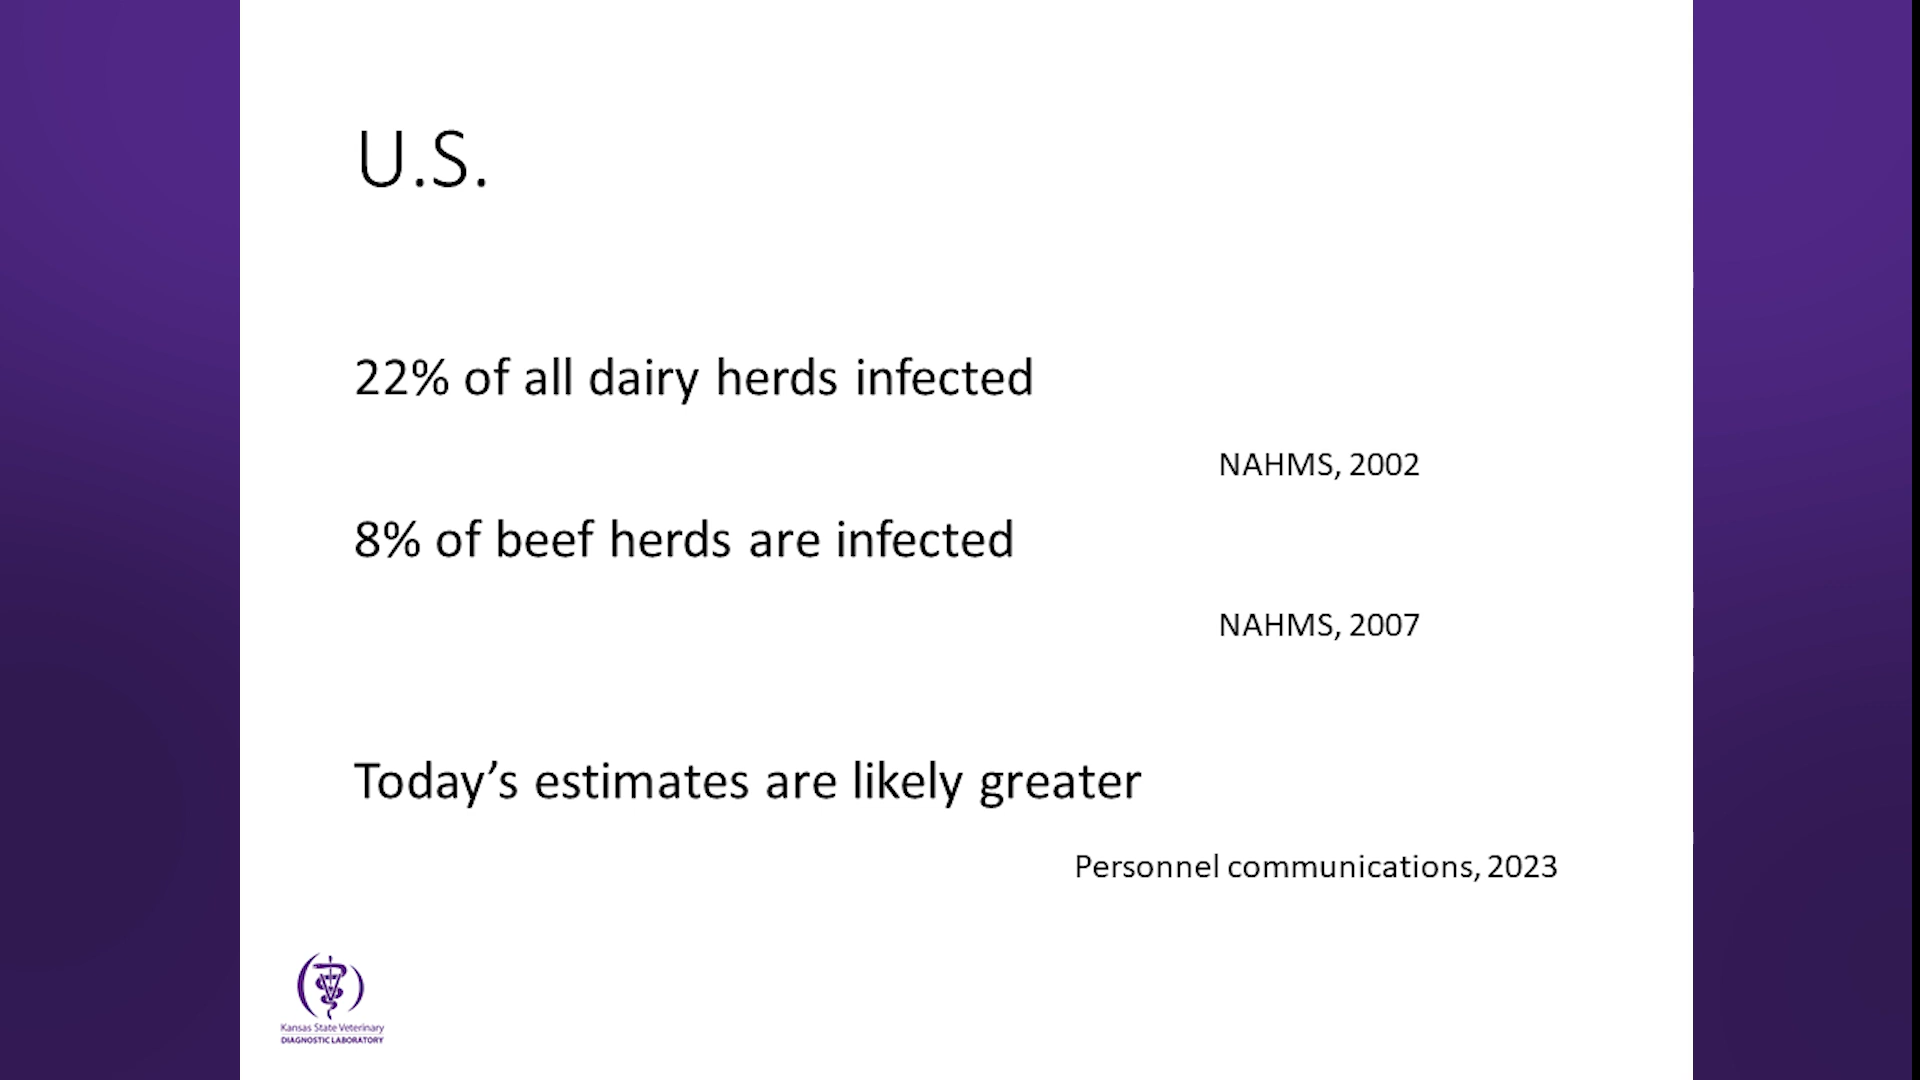 U.S.
22% of all dairy herds infected
NAHMS, 2002
8% of beef herds are infected
NAHMS, 2007
Today’s estimates are likely greater
Personnel communications, 2023
Kansas State Veterinary
DIAGNOSTIC LABORATORY